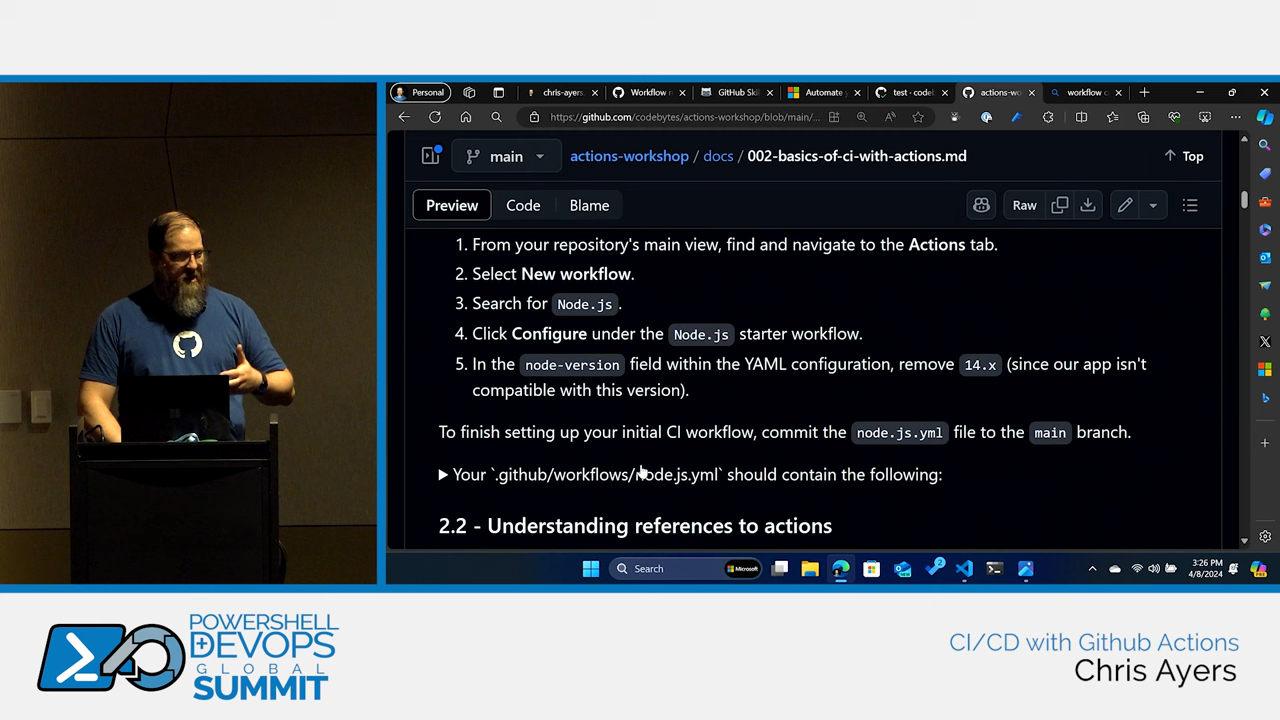 Personal
chris-ayers.
Workflow r
GitHub Skil
Automate y
test · codeb
actions-wo
workflow c
https://github.com/codebytes/actions-workshop/blob/main/...
main
actions-workshop / docs / 002-basics-of-ci-with-actions.md
Top
Preview
Code
Blame
Raw
1. From your repository's main view, find and navigate to the Actions tab.
2. Select New workflow.
3. Search for Node.js.
4. Click Configure under the Node.js starter workflow.
5. In the node-version field within the YAML configuration, remove 14.x (since our app isn't
compatible with this version).
To finish setting up your initial CI workflow, commit the node.js.yml file to the main branch.
Your `.github/workflows/node.js.yml` should contain the following:
2.2 - Understanding references to actions
Search
Microsoft
3:26 PM
4/8/2024
POWERSHELL
+DEVOPS
GLOBAL
SUMMIT
CI/CD with Github Actions
Chris Ayers